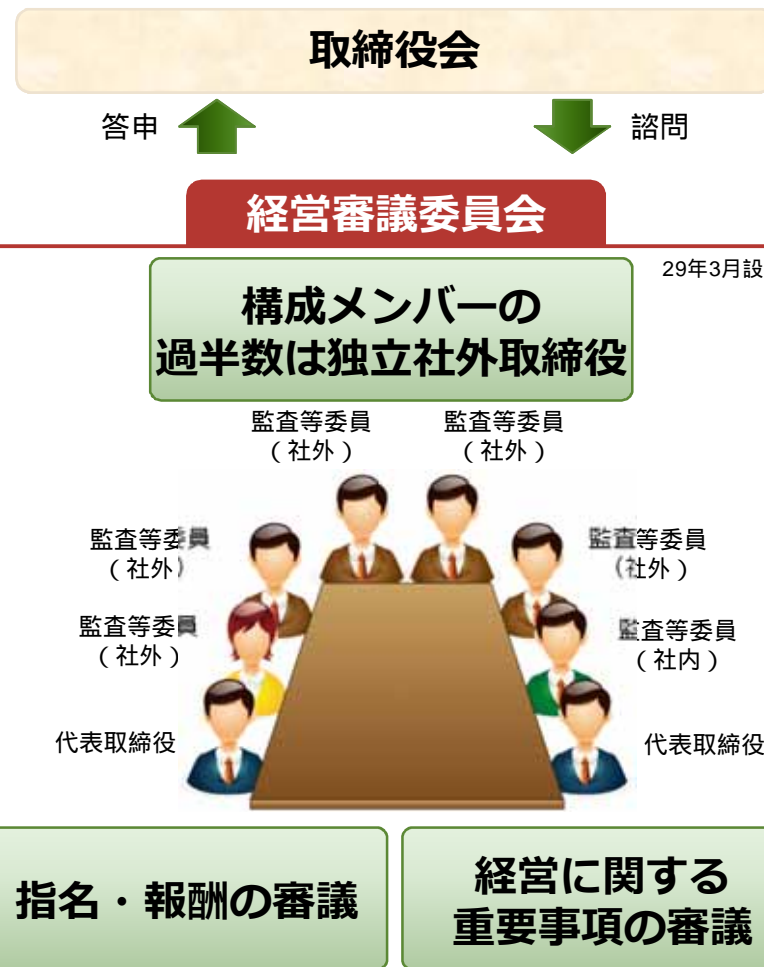 取締役会
答申
諮問
経営審議委員会
29年3月設
構成メンバーの
過半数は独立社外取締役
監査等委員
（社外）
監査等委員
（社外）
監査等委員
（社外）
監査等委員
（社外）
監査等委員
（社外）
監査等委員
（社内）
代表取締役
代表取締役
指名・報酬の審議
経営に関する
重要事項の審議